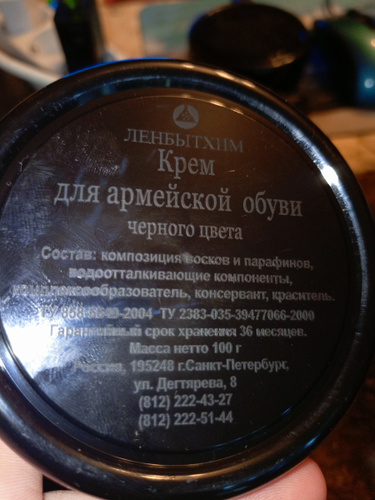 ЛЕНБЫТХИМ
Крем
для армейской обуви
черного цвета
Состав: композиция восков и парафинов,
водоотталкивающие компоненты,
комплексообразователь, консервант, краситель.
ТУ 2383-035-39477066-2000
Гарантийный срок хранения 36 месяцев.
Масса нетто 100 г
Россия, 195248 г.Санкт-Петербург,
ул. Дегтярева, 8
(812) 222-43-27
(812) 222-51-44